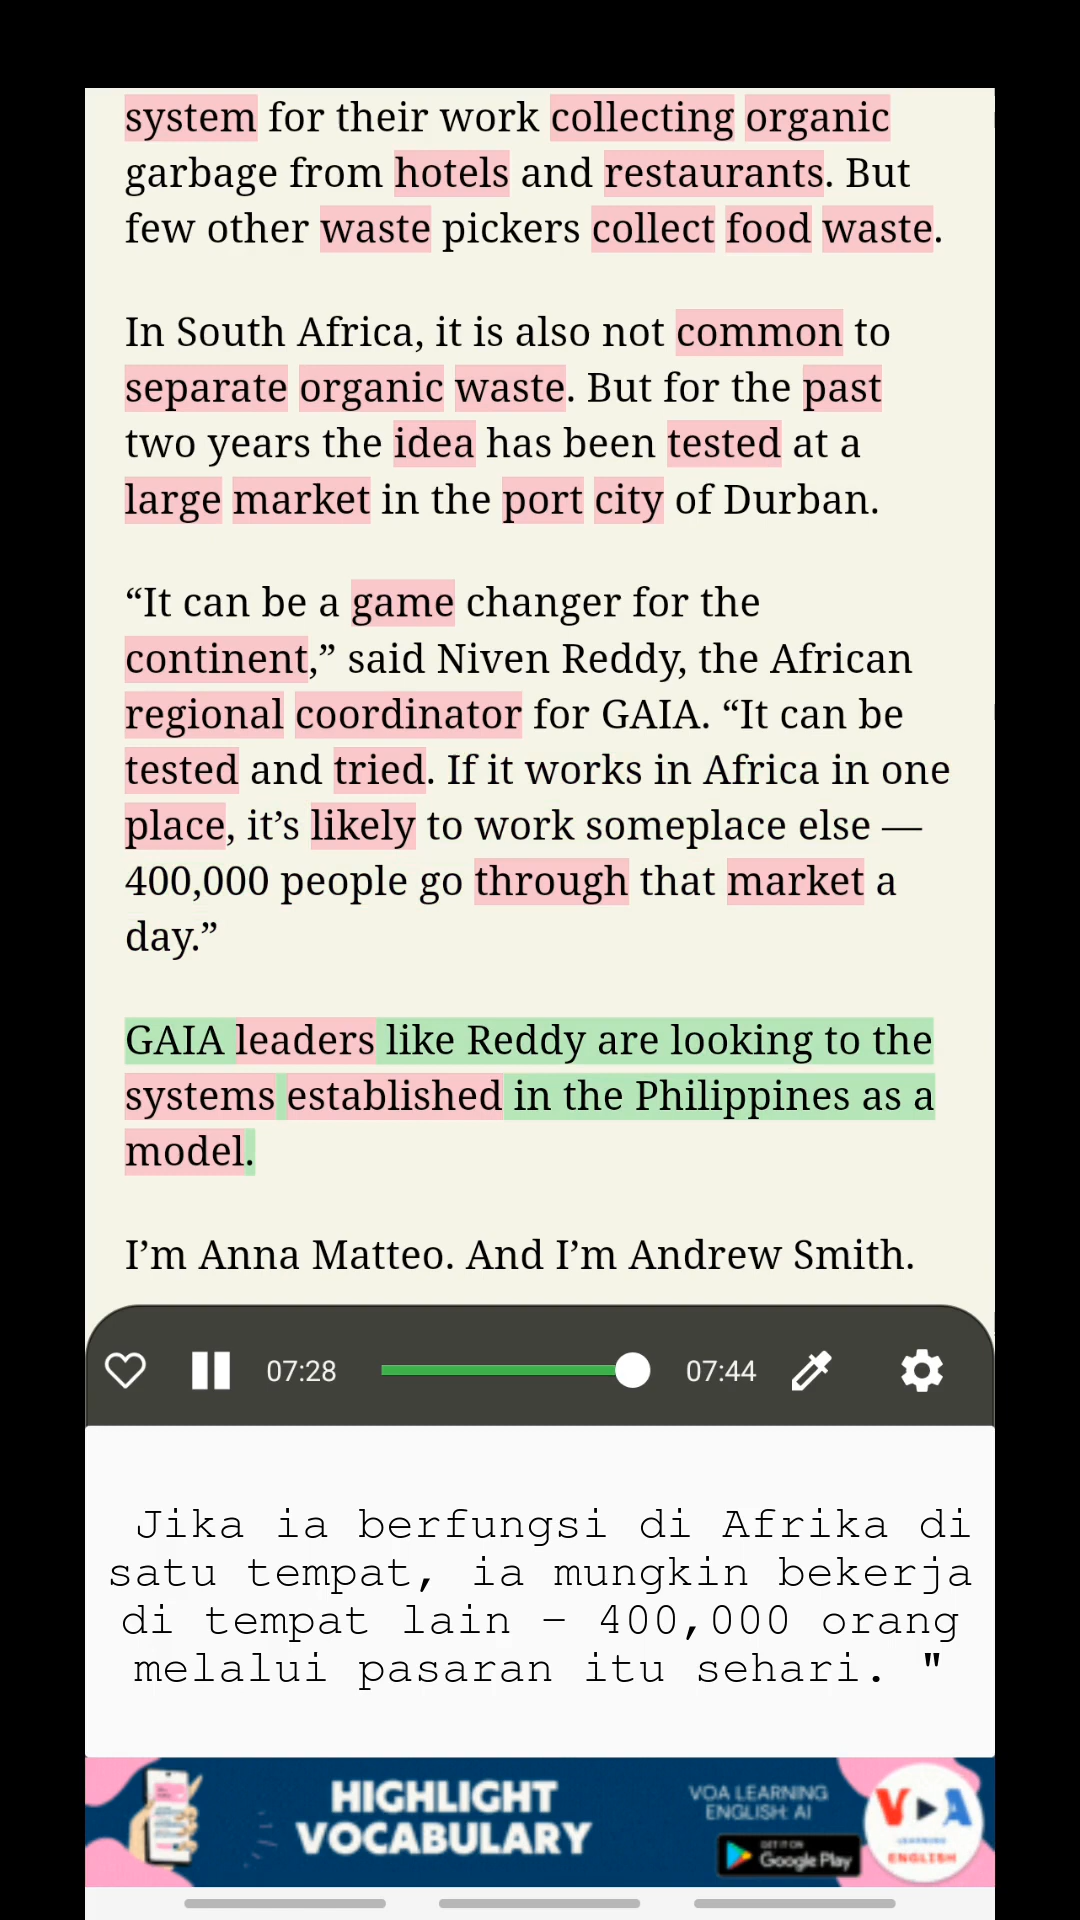 system for their work collecting organic
garbage from hotels and restaurants. But
few other waste pickers collect food waste.
In South Africa, it is also not common to
separate organic waste. But for the past
two years the idea has been tested at a
large market in the port city of Durban.
“It can be a game changer for the
continent,” said Niven Reddy, the African
regional coordinator for GAIA. “It can be
tested and tried. If it works in Africa in one
place, it’s likely to work someplace else —
400,000 people go through that market a
day.”
GAIA leaders like Reddy are looking to the
systems established in the Philippines as a
model.
I’m Anna Matteo. And I’m Andrew Smith.
07:28 07:44
Jika ia berfungsi di Afrika di
satu tempat, ia mungkin bekerja
di tempat lain – 400,000 orang
melalui pasaran itu sehari. "
HIGHLIGHT
VOCABULARY
VOA LEARNING
ENGLISH: AI
GET IT ON
Google Play
VOA
LEARNING
ENGLISH